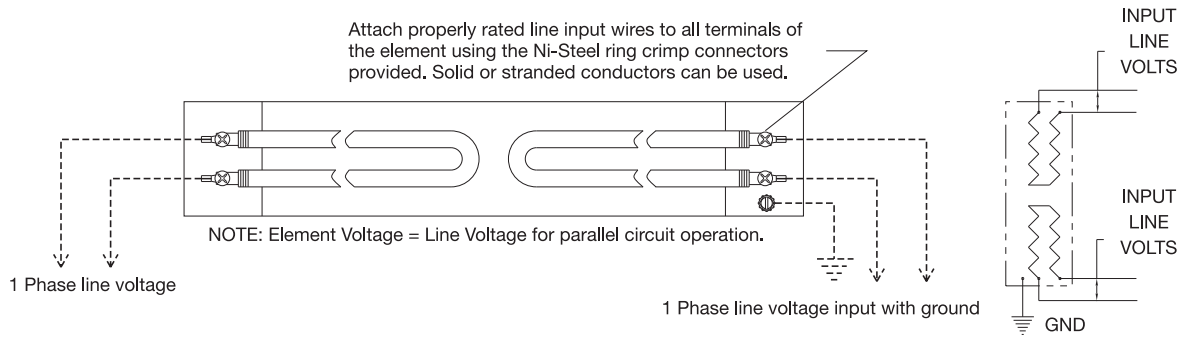 Attach properly rated line input wires to all terminals of
the element using the Ni-Steel ring crimp connectors
provided. Solid or stranded conductors can be used.
NOTE: Element Voltage = Line Voltage for parallel circuit operation.
1 Phase line voltage
1 Phase line voltage input with ground
INPUT
LINE
VOLTS
INPUT
LINE
VOLTS
GND